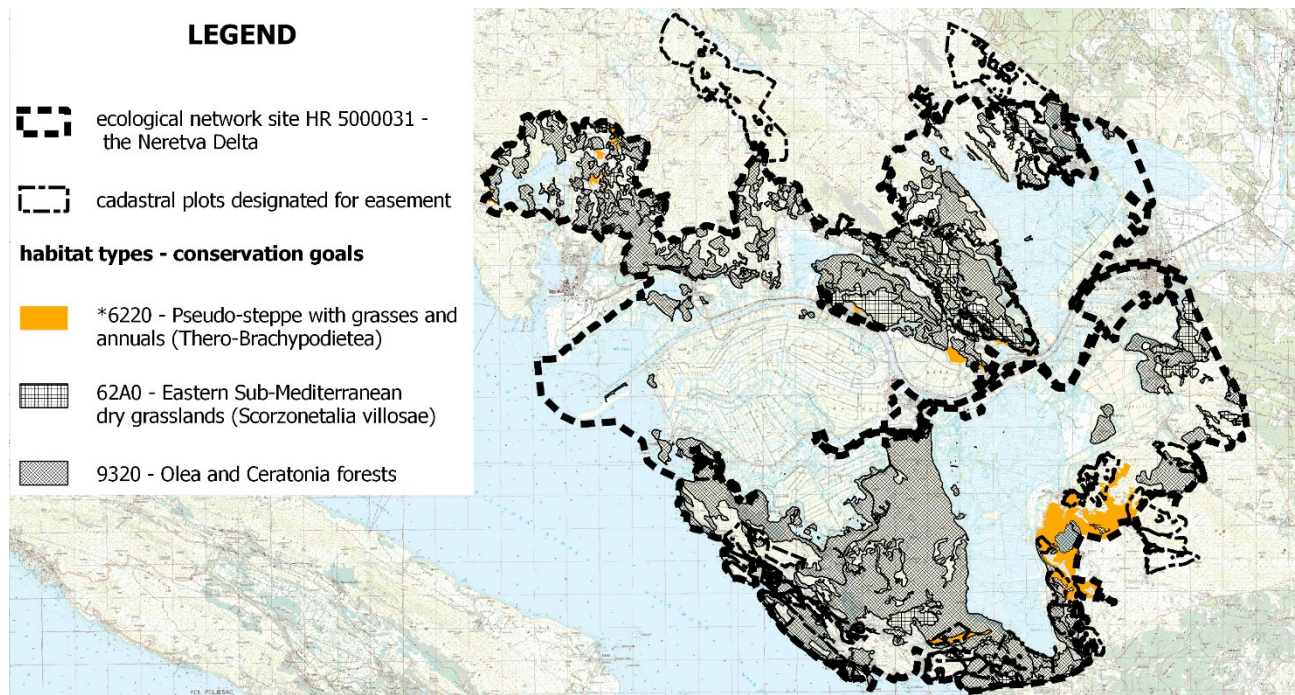 LEGEND
ecological network site HR 5000031 -
the Neretva Delta
cadastral plots designated for easement
habitat types - conservation goals
*6220 - Pseudo-steppe with grasses and
annuals (Thero-Brachypodietea)
62A0 - Eastern Sub-Mediterranean
dry grasslands (Scorzonetalia villosae)
9320 - Olea and Ceratonia forests